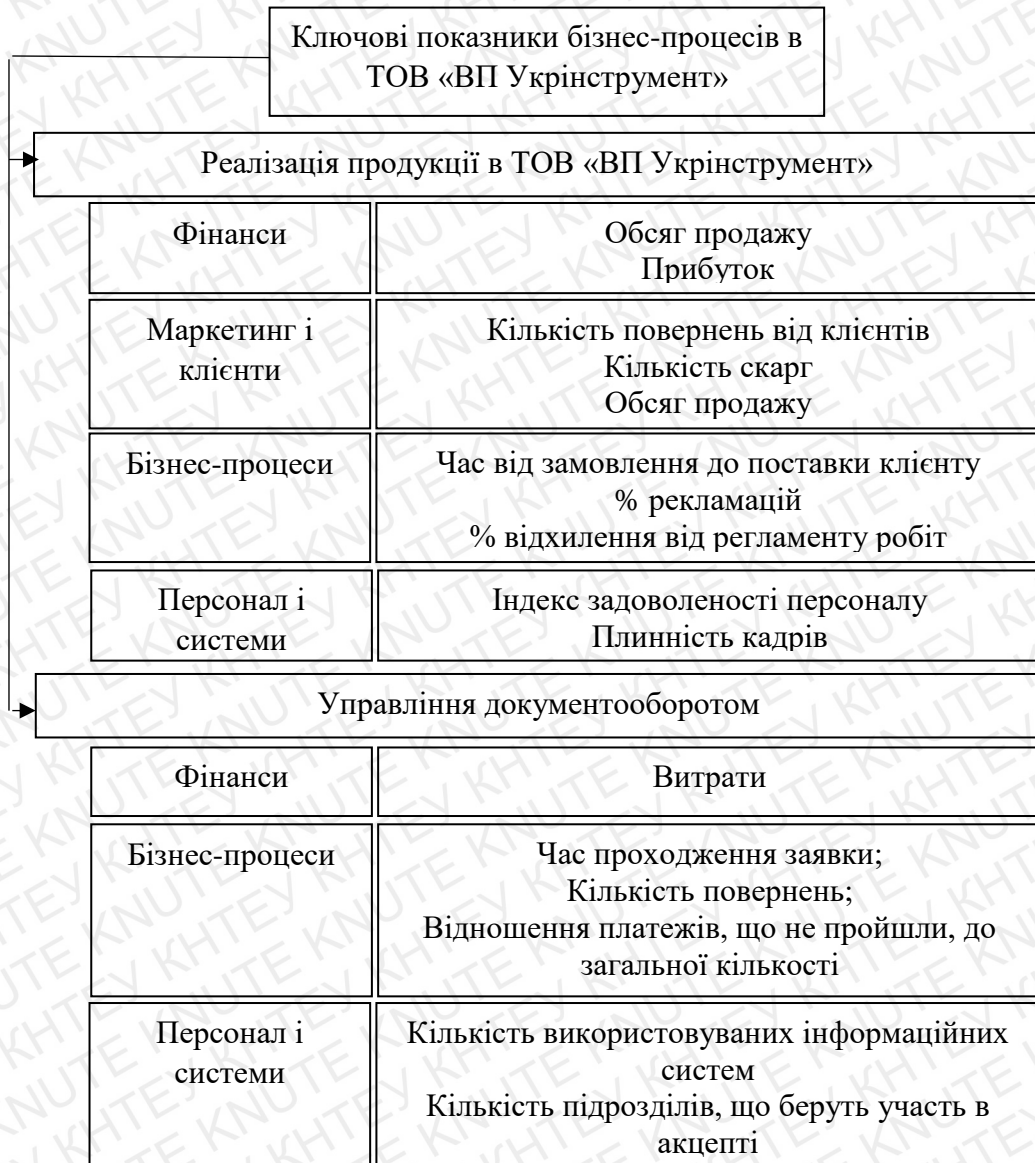 Ключові показники бізнес-процесів в
ТОВ «ВП Укрінструмент»
Реалізація продукції в ТОВ «ВП Укрінструмент»
Фінанси
Обсяг продажу
Прибуток
Маркетинг і
клієнти
Кількість повернень від клієнтів
Кількість скарг
Обсяг продажу
Бізнес-процеси
Час від замовлення до поставки клієнту
% рекламацій
% відхилення від регламенту робіт
Персонал і
системи
Індекс задоволеності персоналу
Плинність кадрів
Управління документооборотом
Фінанси
Витрати
Бізнес-процеси
Час проходження заявки;
Кількість повернень;
Відношення платежів, що не пройшли, до
загальної кількості
Персонал і
системи
Кількість використовуваних інформаційних
систем
Кількість підрозділів, що беруть участь в
акцепті